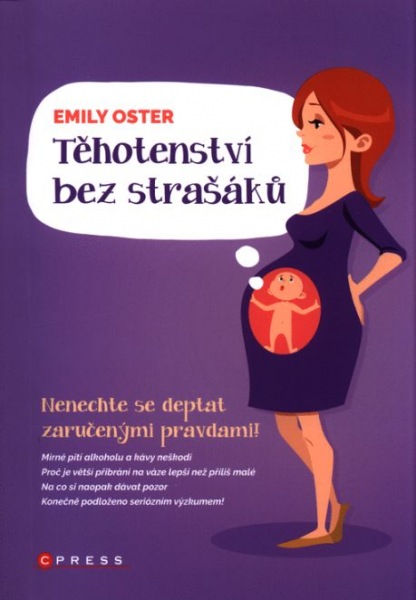 EMILY OSTER
Těhotenství
bez strašáků
Nenechte se deptat
zaručenými pravdami!
Mírné pití alkoholu a kávy neškodí
Proč je větší přibrání na váze lepší než příliš malé
Na co si naopak dávat pozor
Konečně podloženo seriózním výzkumem!
CPRESS